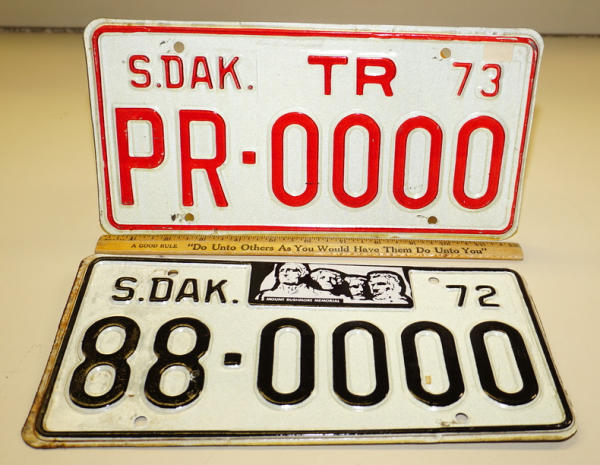 S.DAK. TR 73
PR·0000
A GOOD RULE "Do Unto Others As You Would Have Them Do Unto You"
S.DAK. MOUNT RUSHMORE MEMORIAL 72
88·0000